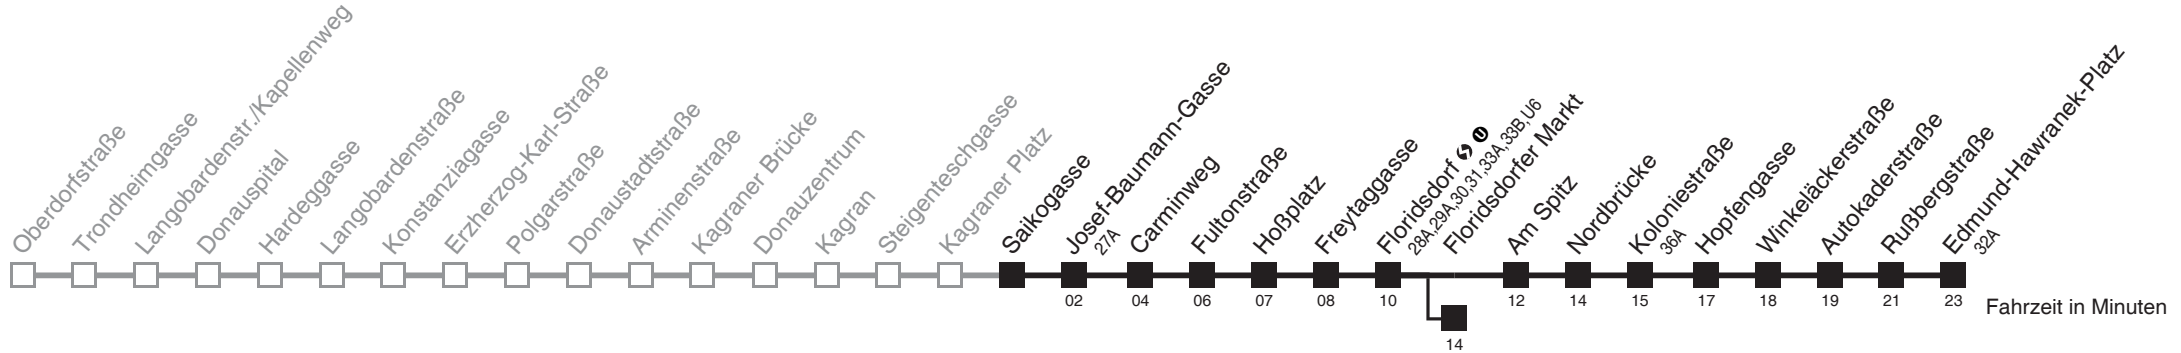 Oberdorfstraße
Trondheimgasse
Langobardenstr./Kapellenweg
Donauspital
Hardeggasse
Langobardenstraße
Konstanziagasse
Erzherzog-Karl-Straße
Polgarstraße
Donaustadtstraße
Arminenstraße
Kagraner Brücke
Donauzentrum
Kagran
Steigenteschgasse
Kagraner Platz
Saikogasse
Josef-Baumann-Gasse
27A
Carminweg
Fultonstraße
Hoßplatz
Freytaggasse
Floridsdorf S U
28A,29A,30,31,33A,33B,U6
Floridsdorfer Markt
Am Spitz
Nordbrücke
Koloniestraße
36A
Hopfengasse
Winkeläckerstraße
Autokaderstraße
Rußbergstraße
Edmund-Hawranek-Platz
32A
02 04 06 07 08 10 12 14 15 17 18 19 21 23 Fahrzeit in Minuten
14